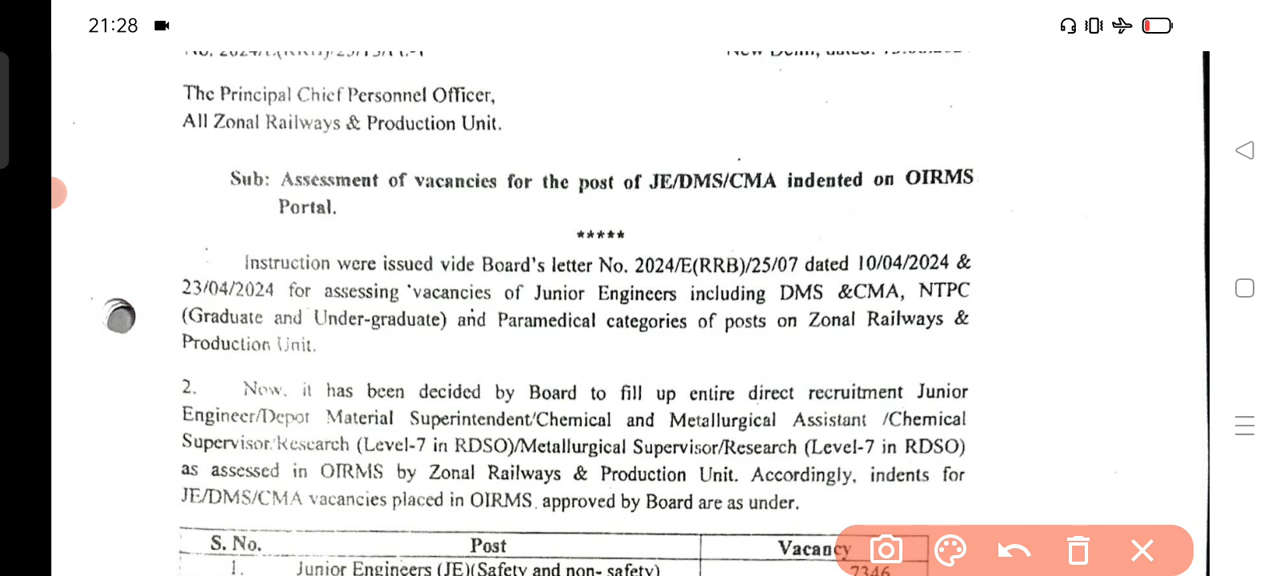 21:28
The Principal Chief Personnel Officer,
All Zonal Railways & Production Unit.
Sub: Assessment of vacancies for the post of JE/DMS/CMA indented on OIRMS
Portal.
*****
Instruction were issued vide Board's letter No. 2024/E(RRB)/25/07 dated 10/04/2024 &
23/04/2024 for assessing vacancies of Junior Engineers including DMS &CMA, NTPC
(Graduate and Under-graduate) and Paramedical categories of posts on Zonal Railways &
Production Unit.
2. Now, it has been decided by Board to fill up entire direct recruitment Junior
Engineer/Depot Material Superintendent/Chemical and Metallurgical Assistant /Chemical
Supervisor/Research (Level-7 in RDSO)/Metallurgical Supervisor/Research (Level-7 in RDSO)
as assessed in OIRMS by Zonal Railways & Production Unit. Accordingly, indents for
JE/DMS/CMA vacancies placed in OIRMS, approved by Board are as under.
S. No. Post Vacancy
1. Junior Engineers (JE)(Safety and non- safety) 7346